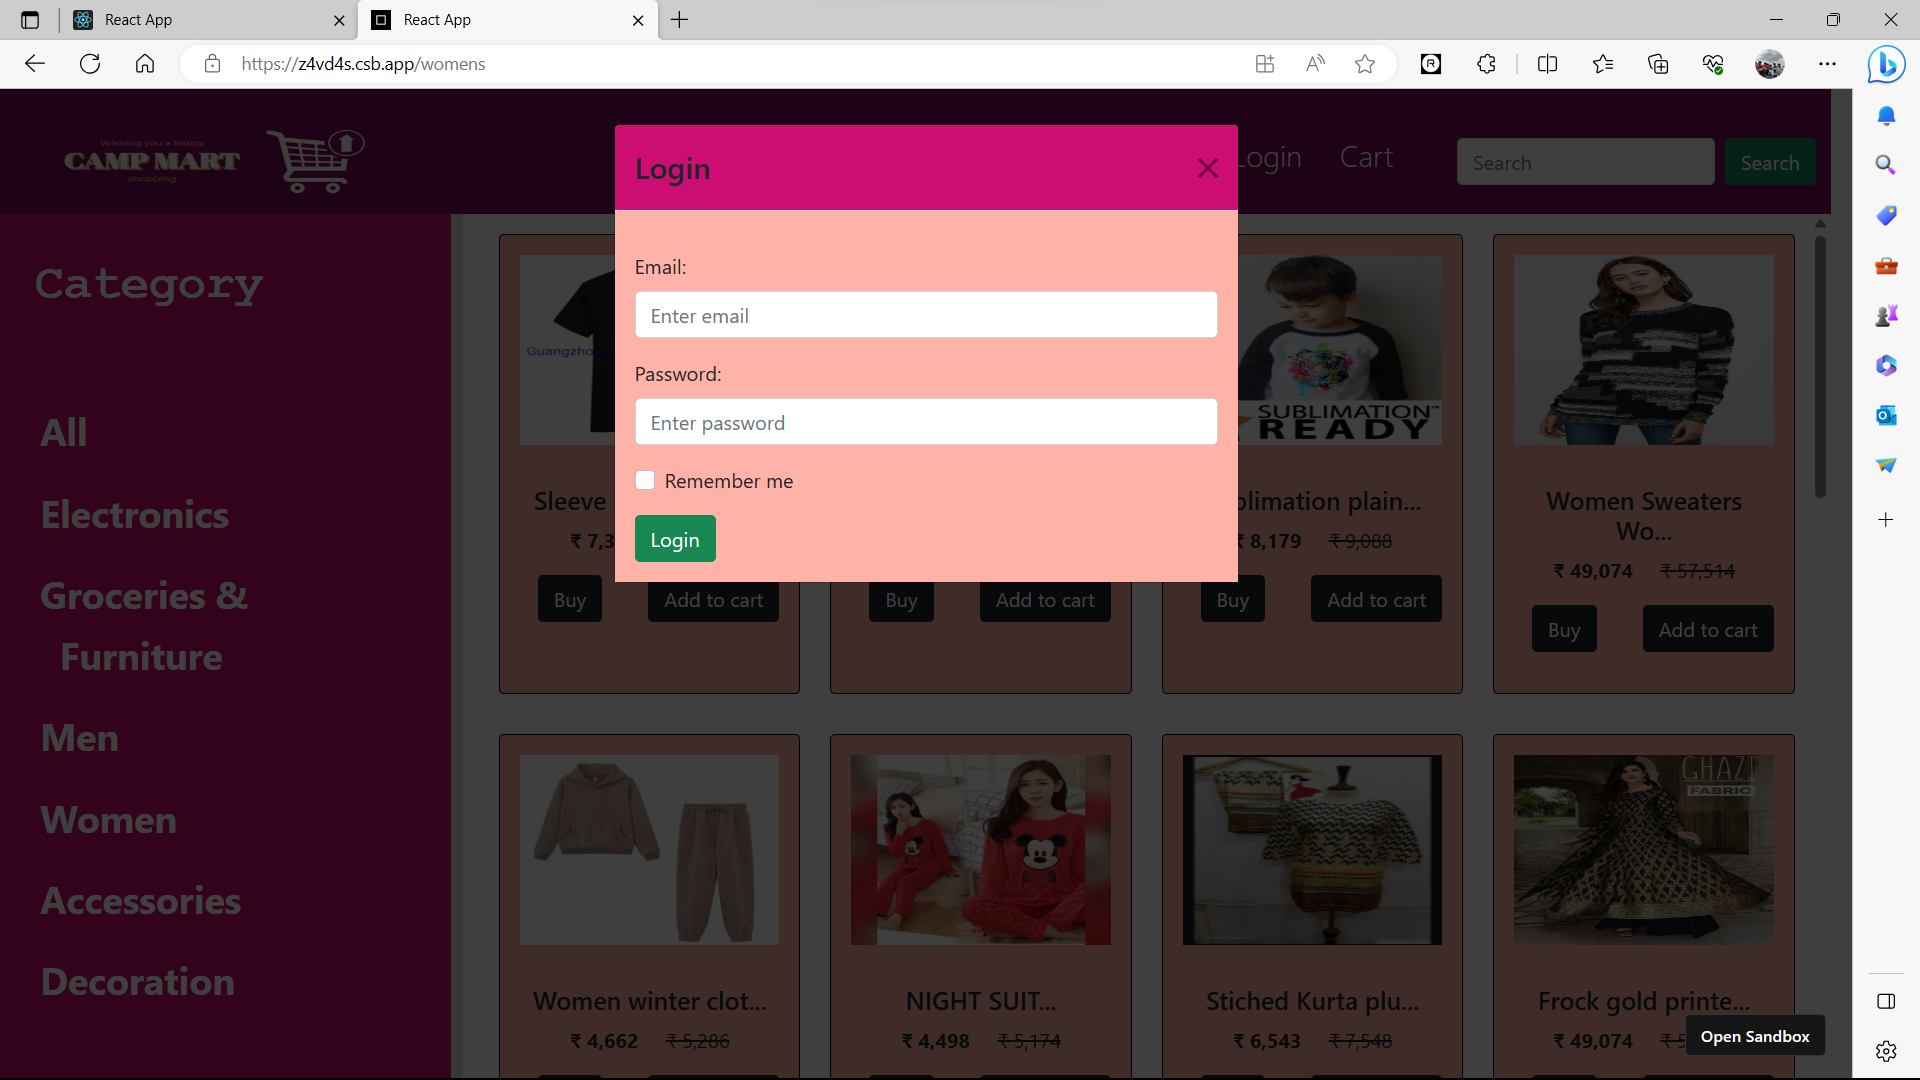 React App
React App
https://z4vd4s.csb.app/womens
Wishing you a happy
CAMP MART
shopping
Login
Cart
Search
Search
Category
All
Electronics
Groceries &
Furniture
Men
Women
Accessories
Decoration
Login
Email:
Enter email
Password:
Enter password
Remember me
Login
SUBLIMATION™
READY
Sleeve
blimation plain...
Women Sweaters
Wo...
₹ 7,3
₹ 8,179 ₹ 9,088
₹ 49,074 ₹ 57,514
Buy Add to cart
Buy Add to cart
Buy Add to cart
Buy Add to cart
GHAZI
FABRIC
Women winter clot...
₹ 4,662 ₹ 5,286
NIGHT SUIT...
₹ 4,498 ₹ 5,174
Stiched Kurta plu...
₹ 6,543 ₹ 7,548
Frock gold printe...
₹ 49,074 ₹ 5
Open Sandbox